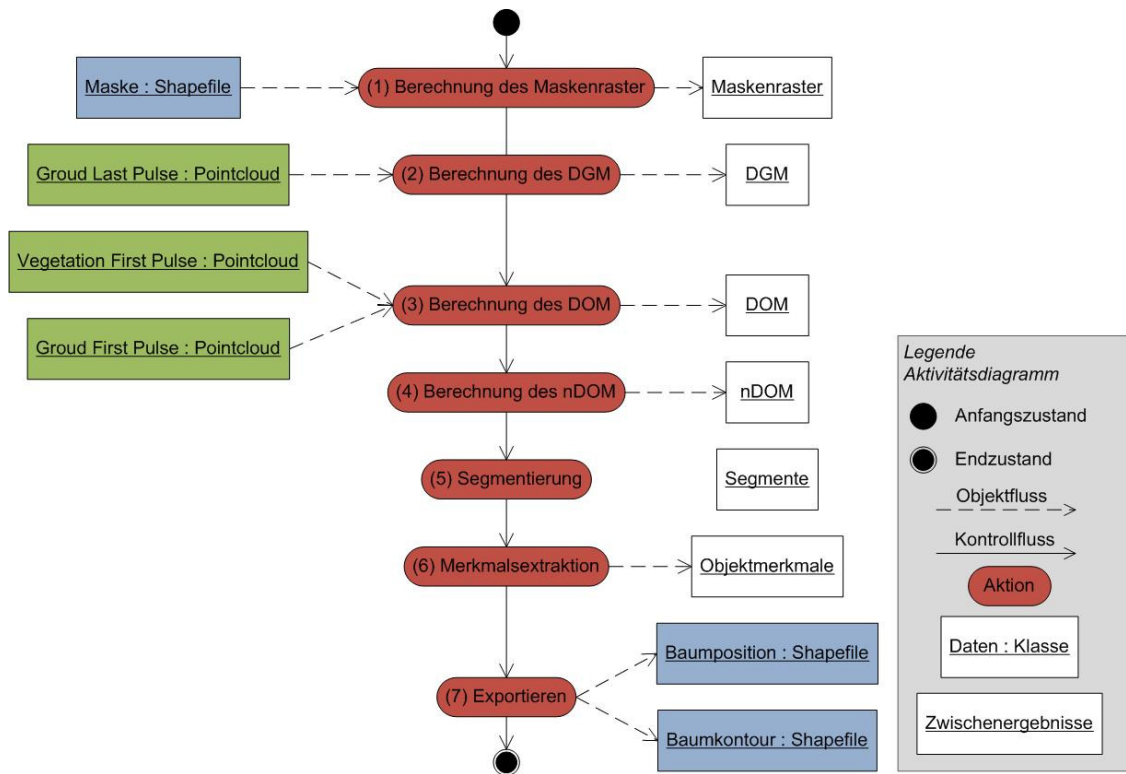 Maske : Shapefile
(1) Berechnung des Maskenraster
Maskenraster
Groud Last Pulse : Pointcloud
(2) Berechnung des DGM
DGM
Vegetation First Pulse : Pointcloud
(3) Berechnung des DOM
DOM
Groud First Pulse : Pointcloud
(4) Berechnung des nDOM
nDOM
(5) Segmentierung
Segmente
(6) Merkmalsextraktion
Objektmerkmale
Baumposition : Shapefile
(7) Exportieren
Baumkontour : Shapefile
Legende
Aktivitätsdiagramm
Anfangszustand
Endzustand
Objektfluss
Kontrollfluss
Aktion
Daten : Klasse
Zwischenergebnisse